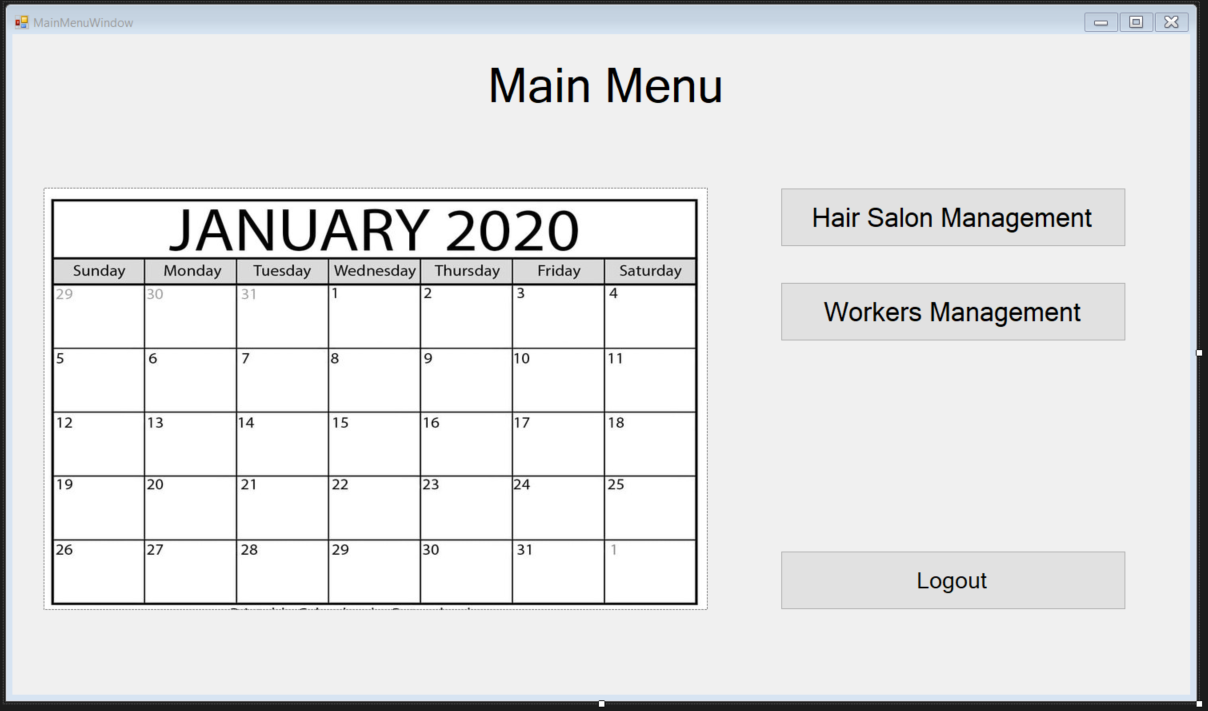 MainMenuWindow
Main Menu
JANUARY 2020
Sunday Monday Tuesday Wednesday Thursday Friday Saturday
29 30 31 1 2 3 4
5 6 7 8 9 10 11
12 13 14 15 16 17 18
19 20 21 22 23 24 25
26 27 28 29 30 31 1
Hair Salon Management
Workers Management
Logout